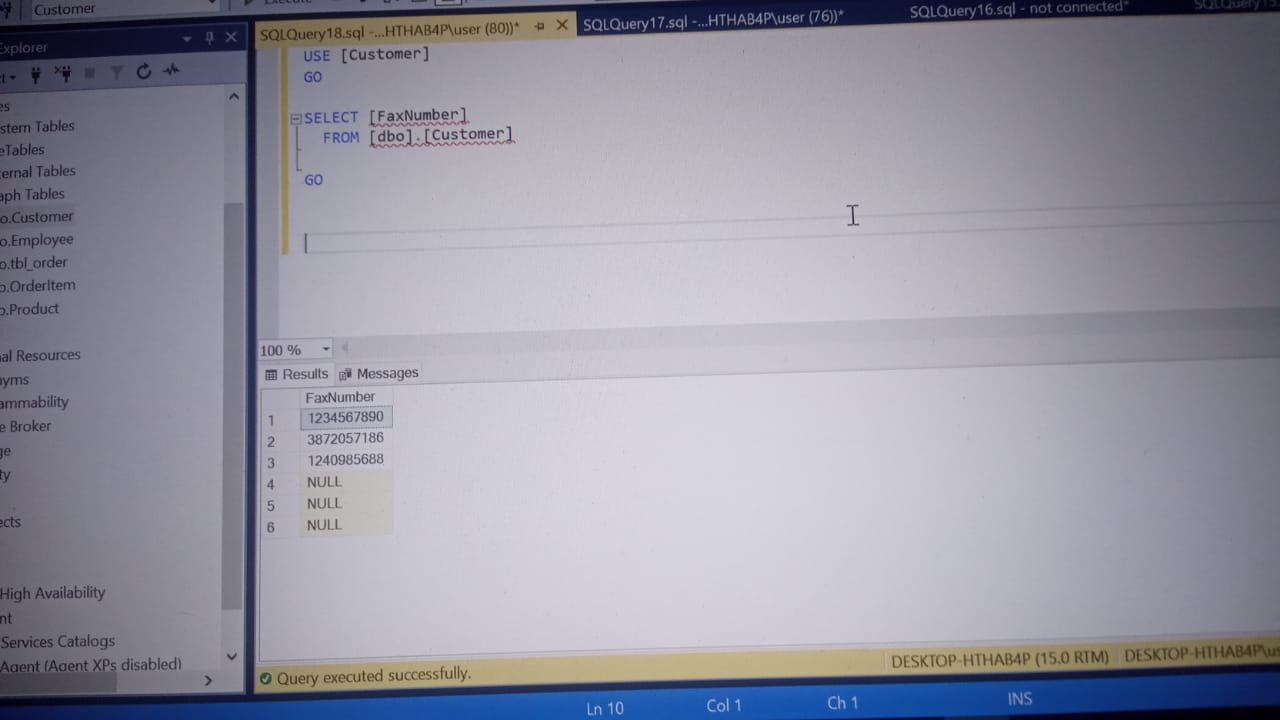 Customer
Explorer
SQLQuery18.sql -...HTHAB4P\user (80))*
SQLQuery17.sql -...HTHAB4P\user (76))*
SQLQuery16.sql - not connected*
USE [Customer]
GO
SELECT [FaxNumber]
FROM [dbo].[Customer]
GO
es
stem Tables
eTables
ernal Tables
aph Tables
o.Customer
o.Employee
o.tbl_order
o.OrderItem
o.Product
al Resources
nyms
ammability
e Broker
ge
ty
ects
High Availability
nt
Services Catalogs
Agent (Agent XPs disabled)
100 %
Results Messages
FaxNumber
1 1234567890
2 3872057186
3 1240985688
4 NULL
5 NULL
6 NULL
Query executed successfully.
DESKTOP-HTHAB4P (15.0 RTM)
DESKTOP-HTHAB4P\us
Ln 10
Col 1
Ch 1
INS